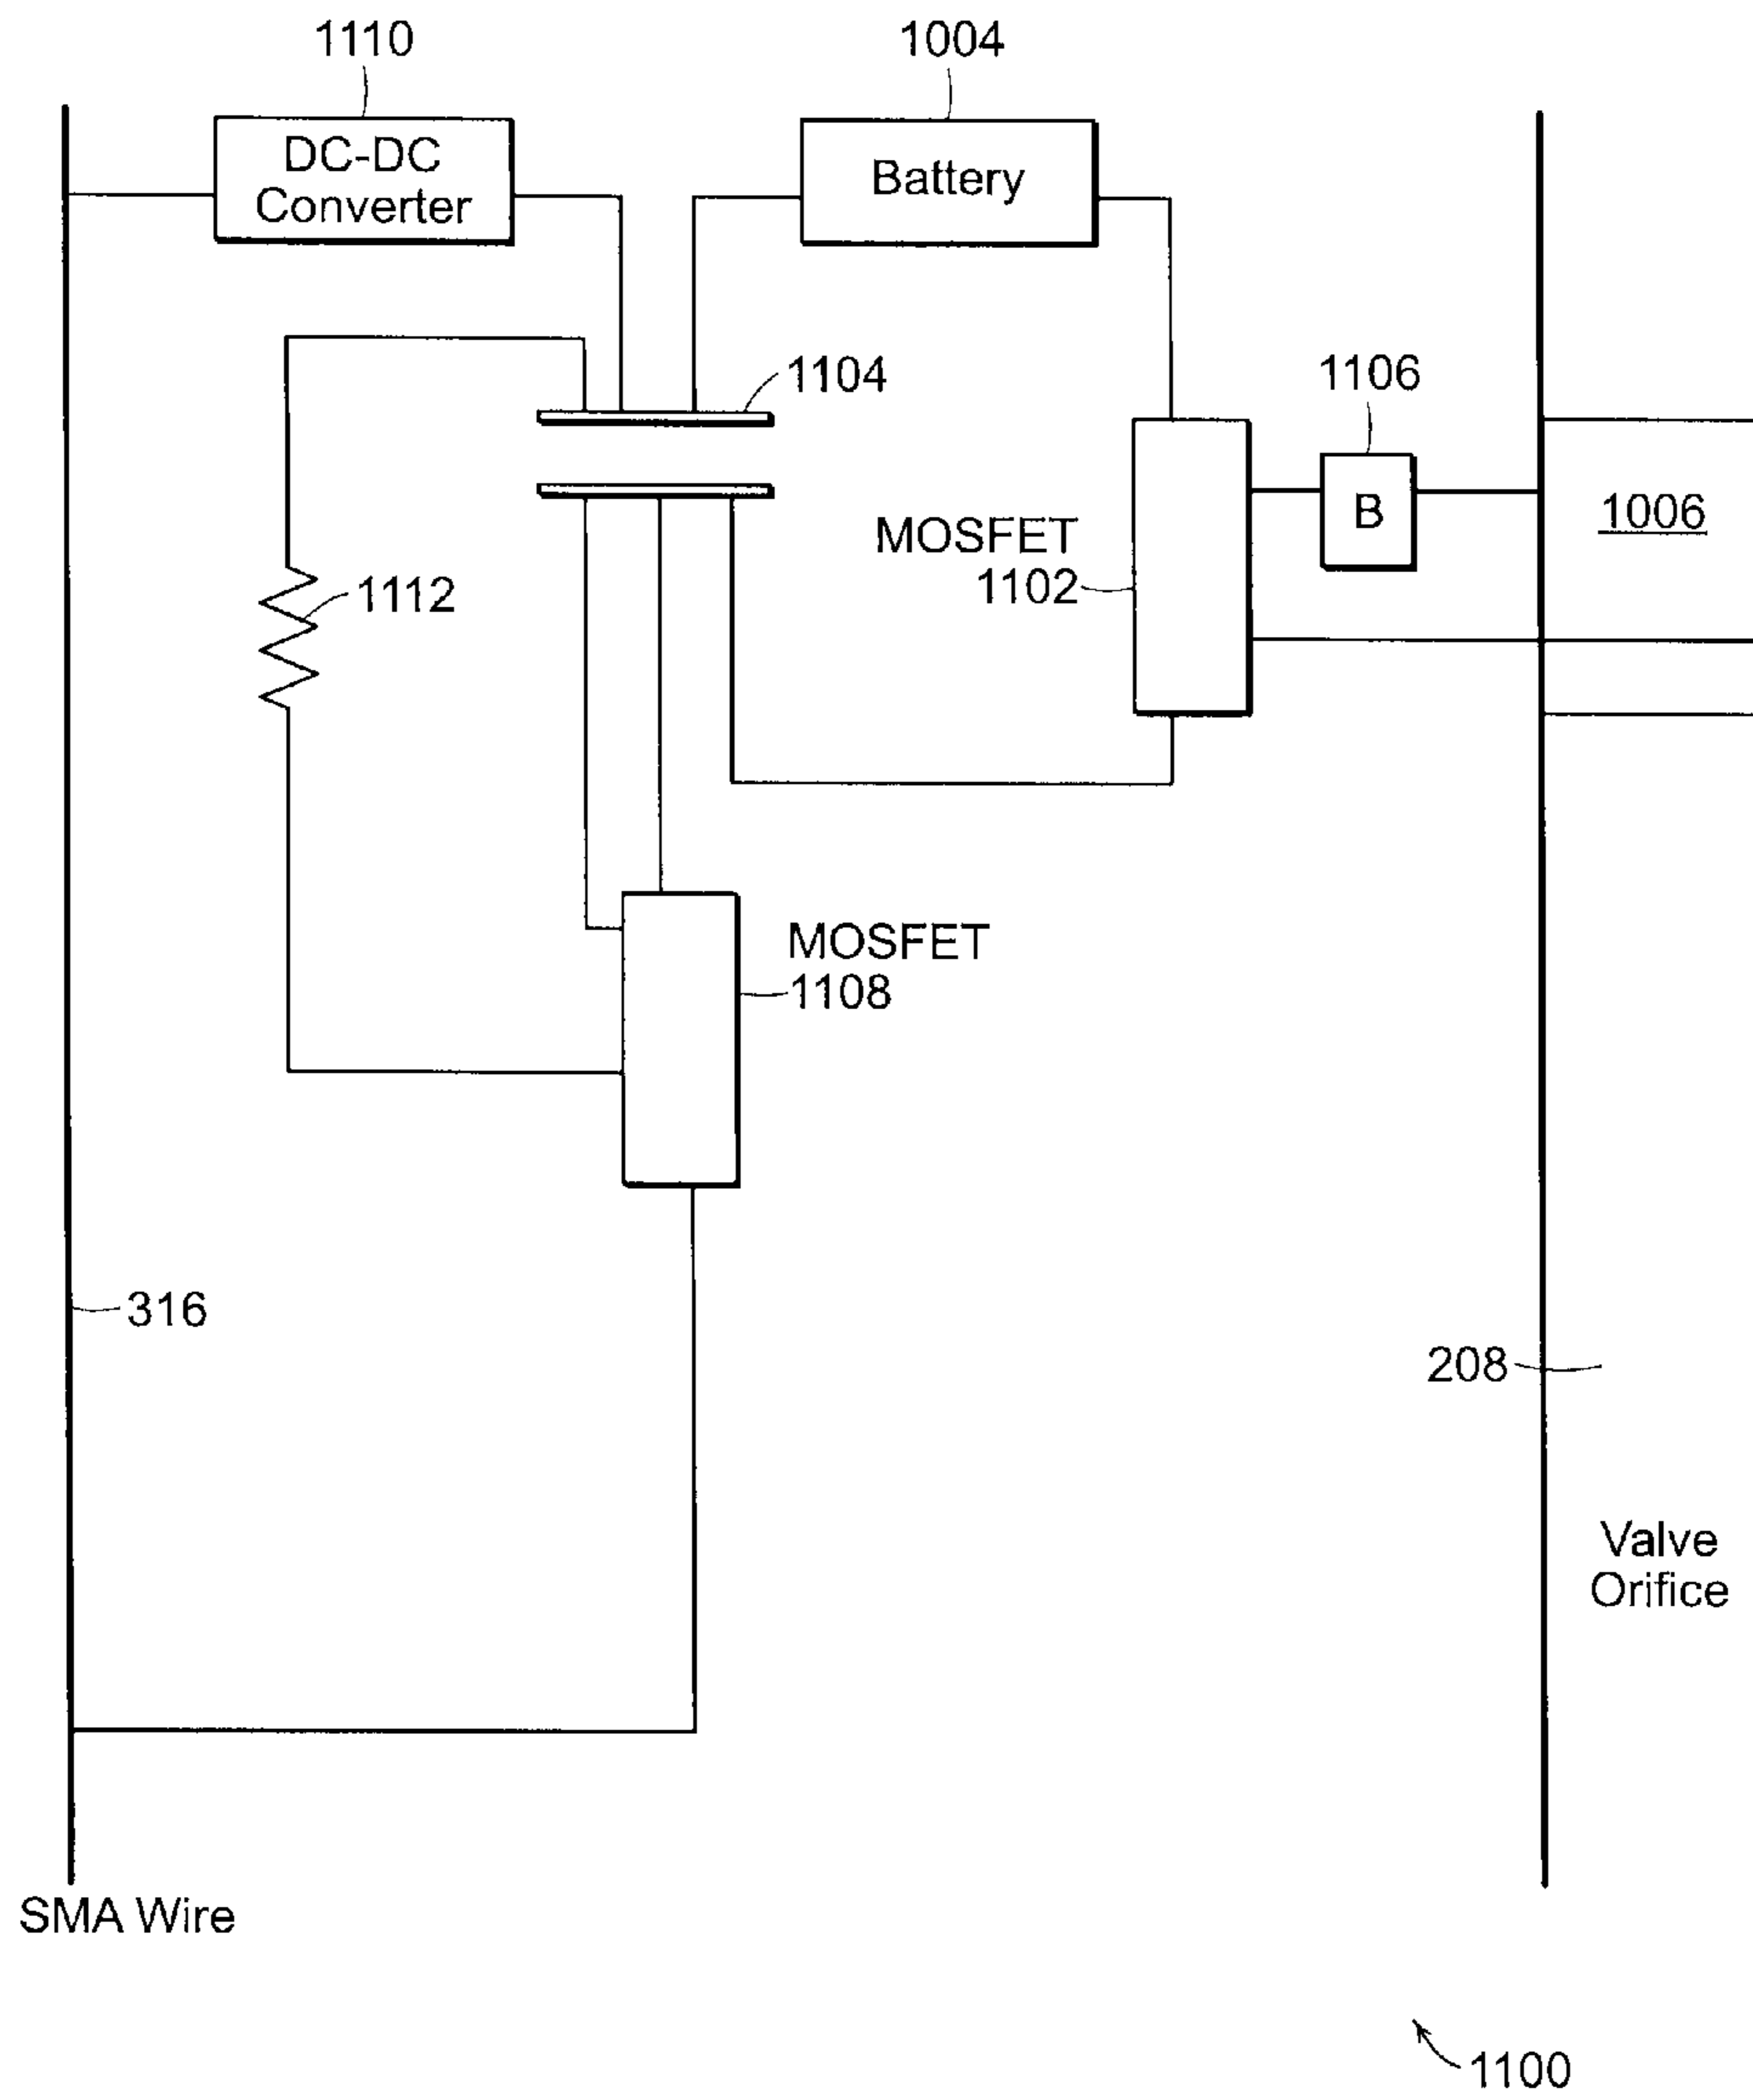 1110
1004
DC-DC
Converter
Battery
1104
1106
B
1006
MOSFET
1102
1112
MOSFET
1108
316
208
Valve
Orifice
SMA Wire
1100